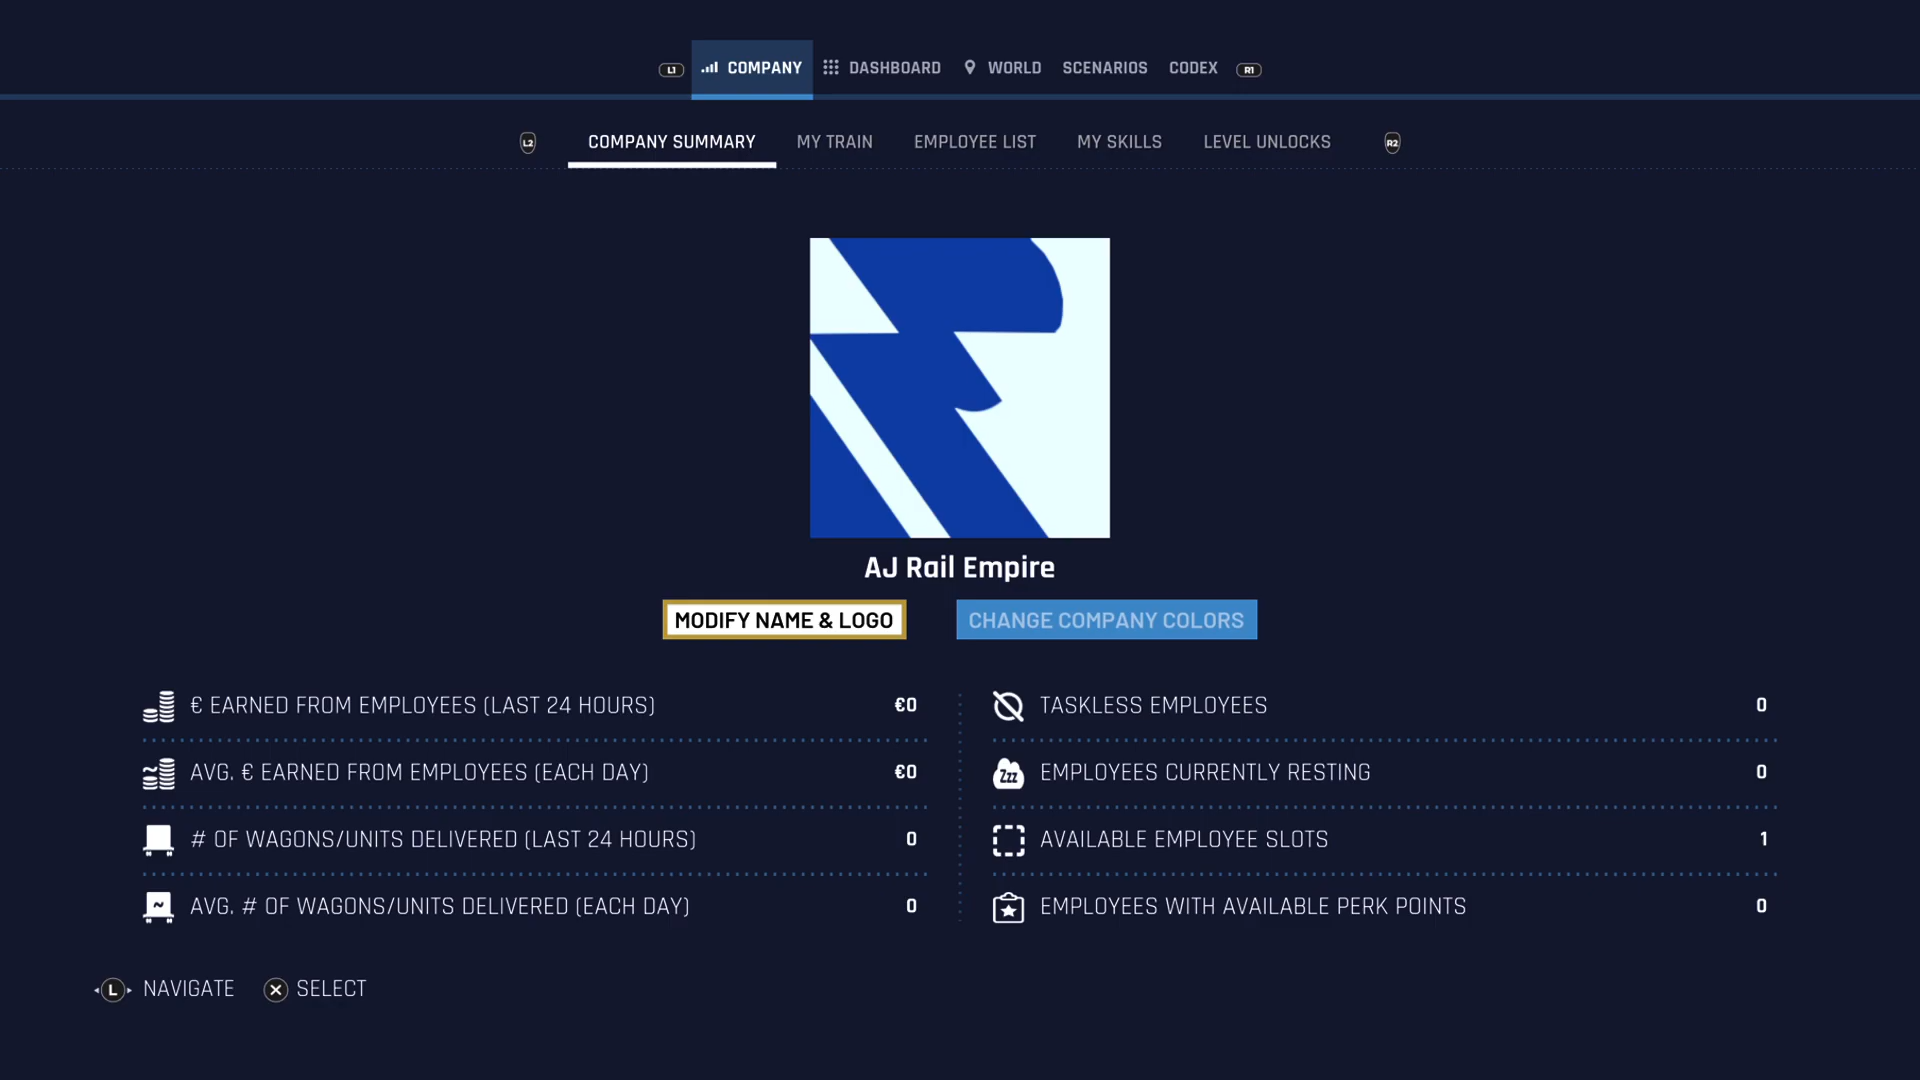 L1 COMPANY DASHBOARD WORLD SCENARIOS CODEX R1
L2 COMPANY SUMMARY MY TRAIN EMPLOYEE LIST MY SKILLS LEVEL UNLOCKS R2
AJ Rail Empire
MODIFY NAME & LOGO CHANGE COMPANY COLORS
€ EARNED FROM EMPLOYEES (LAST 24 HOURS) €0
AVG. € EARNED FROM EMPLOYEES (EACH DAY) €0
# OF WAGONS/UNITS DELIVERED (LAST 24 HOURS) 0
AVG. # OF WAGONS/UNITS DELIVERED (EACH DAY) 0
TASKLESS EMPLOYEES 0
Zzz EMPLOYEES CURRENTLY RESTING 0
AVAILABLE EMPLOYEE SLOTS 1
EMPLOYEES WITH AVAILABLE PERK POINTS 0
L NAVIGATE SELECT